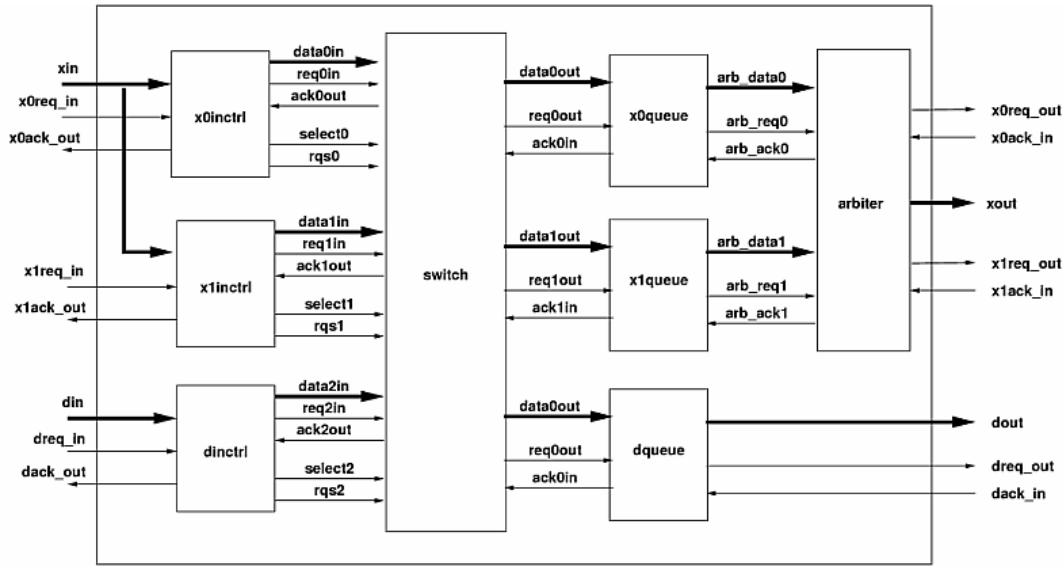 xin
x0req_in
x0ack_out
x0inctrl
data0in
req0in
ack0out
select0
rqs0
x1req_in
x1ack_out
x1inctrl
data1in
req1in
ack1out
select1
rqs1
din
dreq_in
dack_out
dinctrl
data2in
req2in
ack2out
select2
rqs2
switch
data0out
req0out
ack0in
x0queue
arb_data0
arb_req0
arb_ack0
data1out
req1out
ack1in
x1queue
arb_data1
arb_req1
arb_ack1
arbiter
x0req_out
x0ack_in
xout
x1req_out
x1ack_in
data0out
req0out
ack0in
dqueue
dout
dreq_out
dack_in